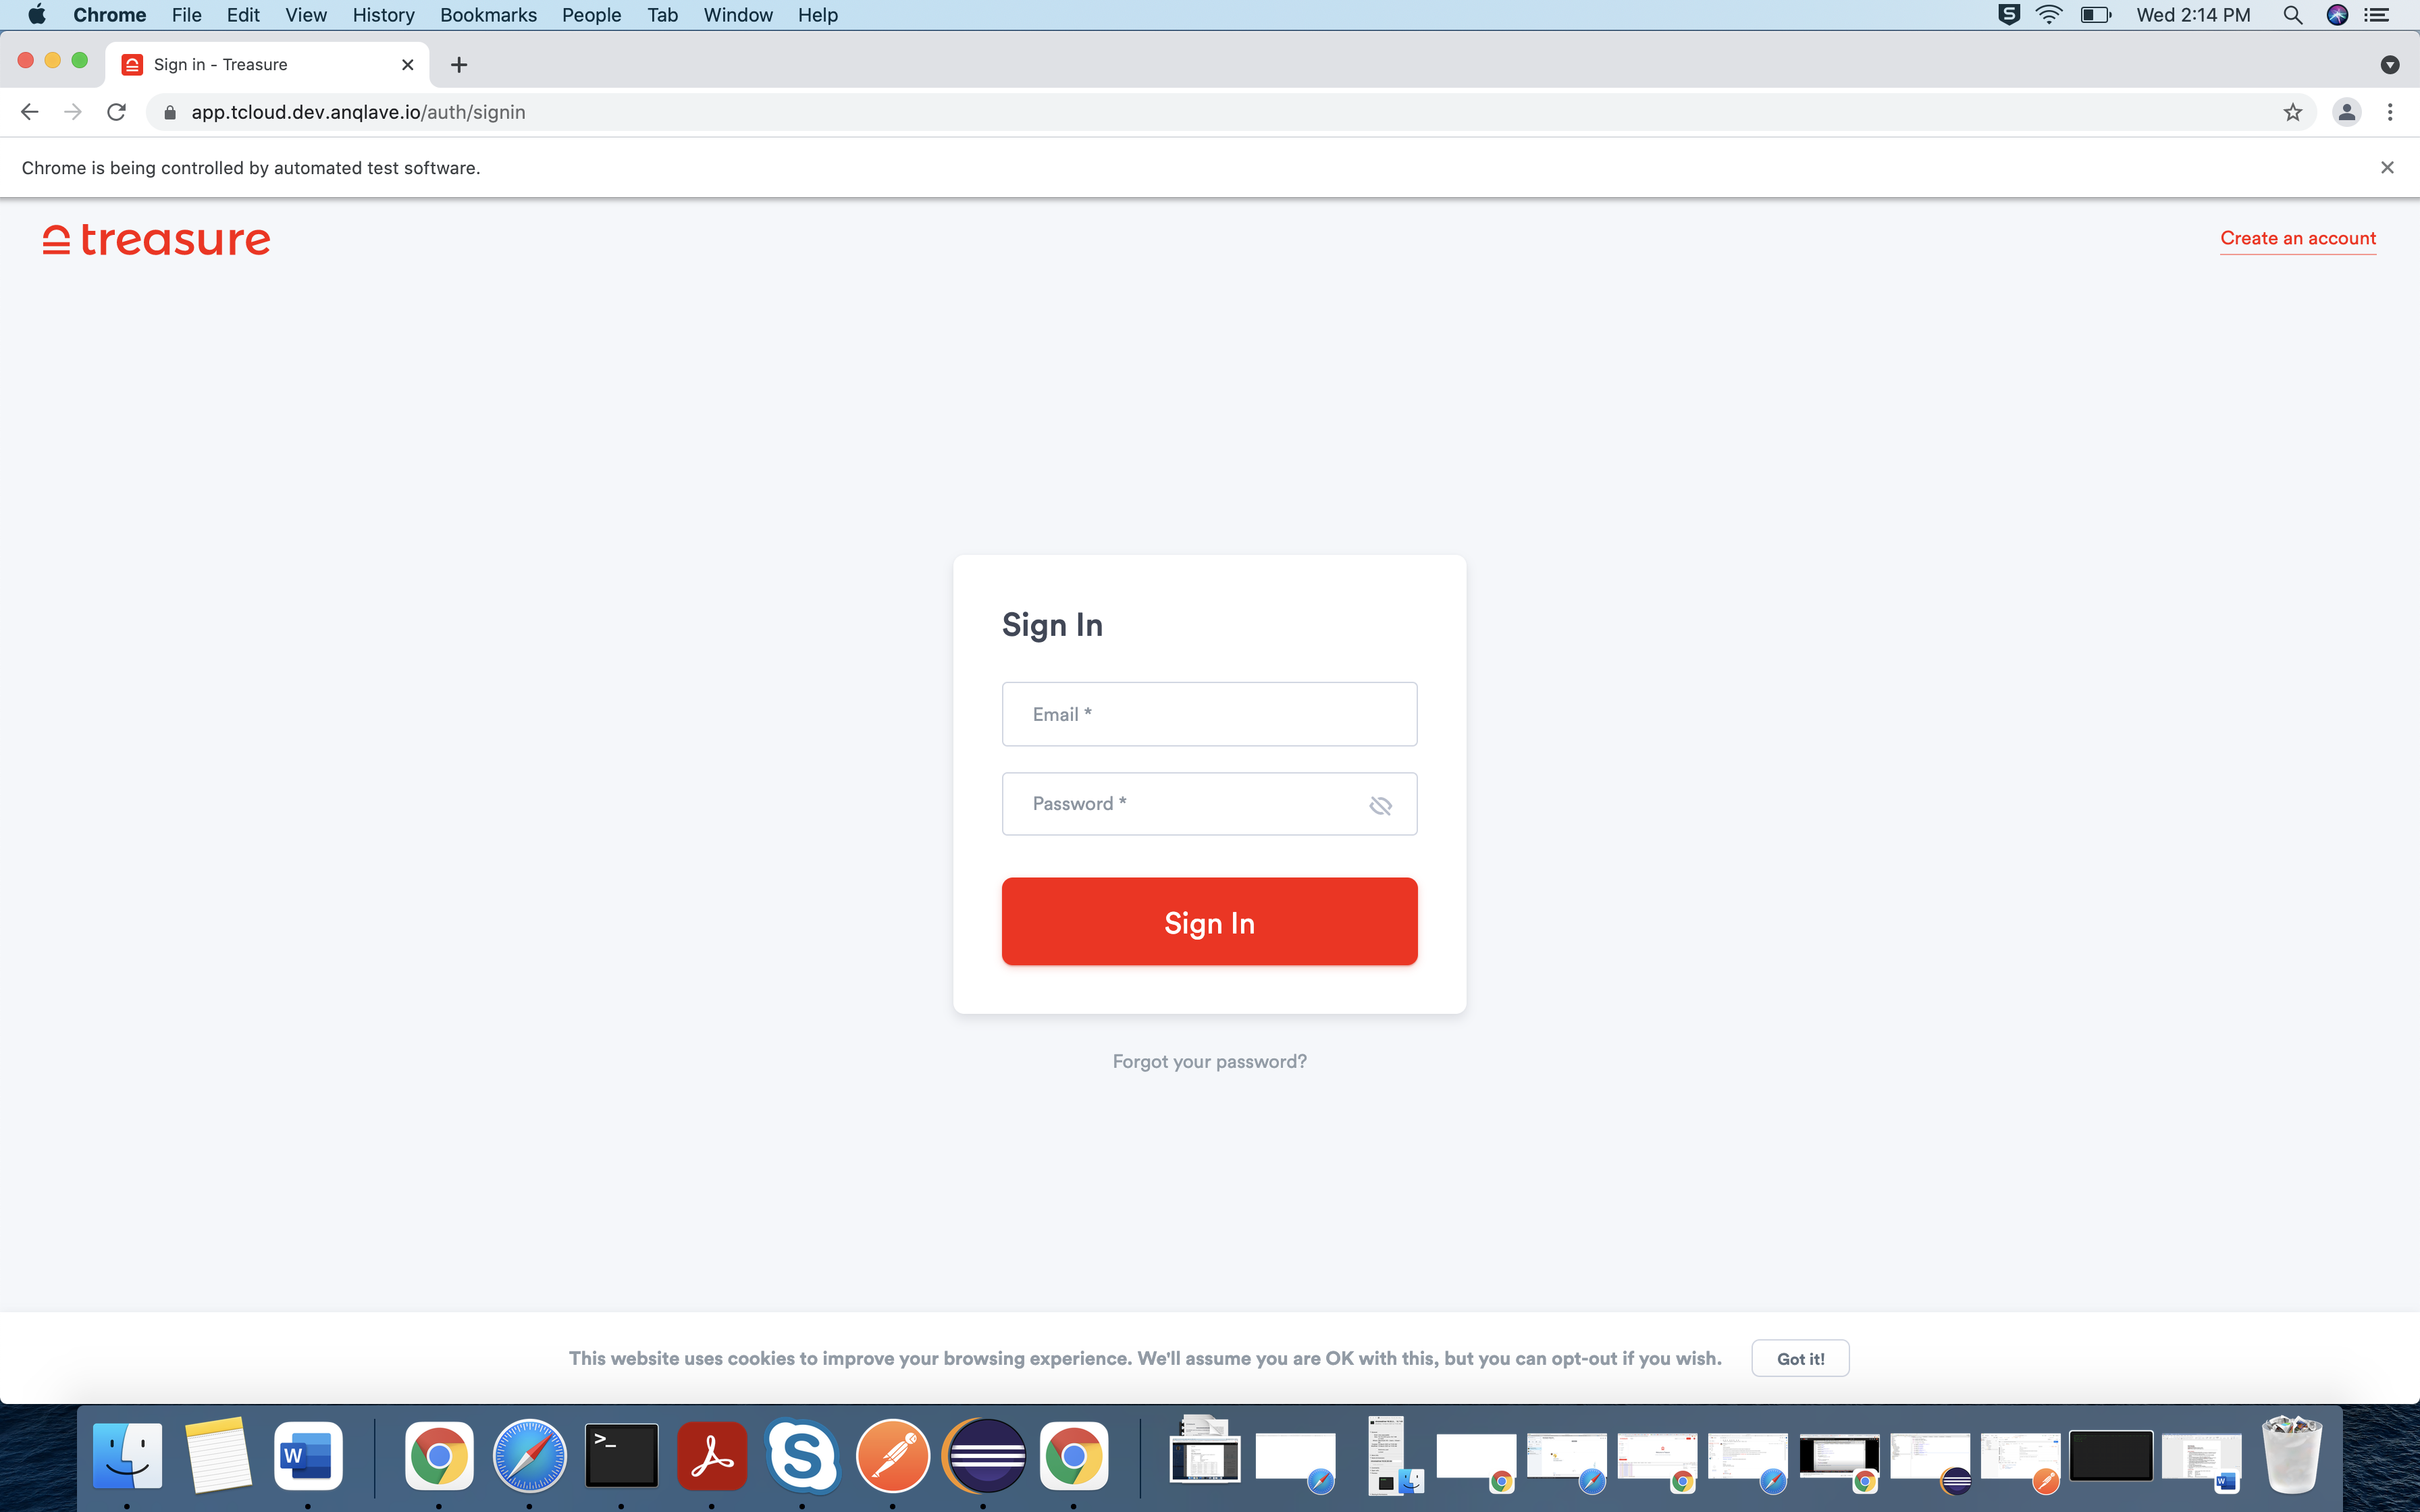 Chrome File Edit View History Bookmarks People Tab Window Help
Wed 2:14 PM
Sign in - Treasure
app.tcloud.dev.anqlave.io/auth/signin
Chrome is being controlled by automated test software.
treasure
Create an account
Sign In
Email *
Password *
Sign In
Forgot your password?
This website uses cookies to improve your browsing experience. We'll assume you are OK with this, but you can opt-out if you wish.
Got it!